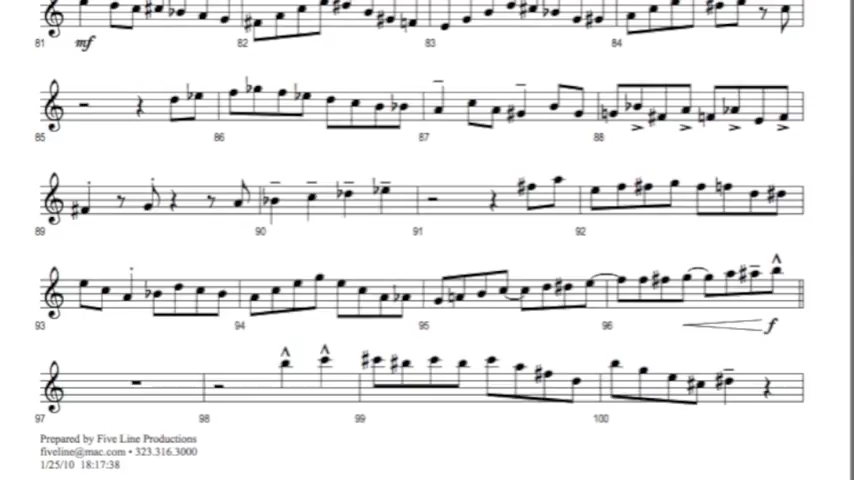 81 mf 82 83 84
85 86 87 88
89 90 91 92
93 94 95 96 f
97 98 99 100
Prepared by Five Line Productions
fiveline@mac.com • 323.316.3000
1/25/10 18:17:38